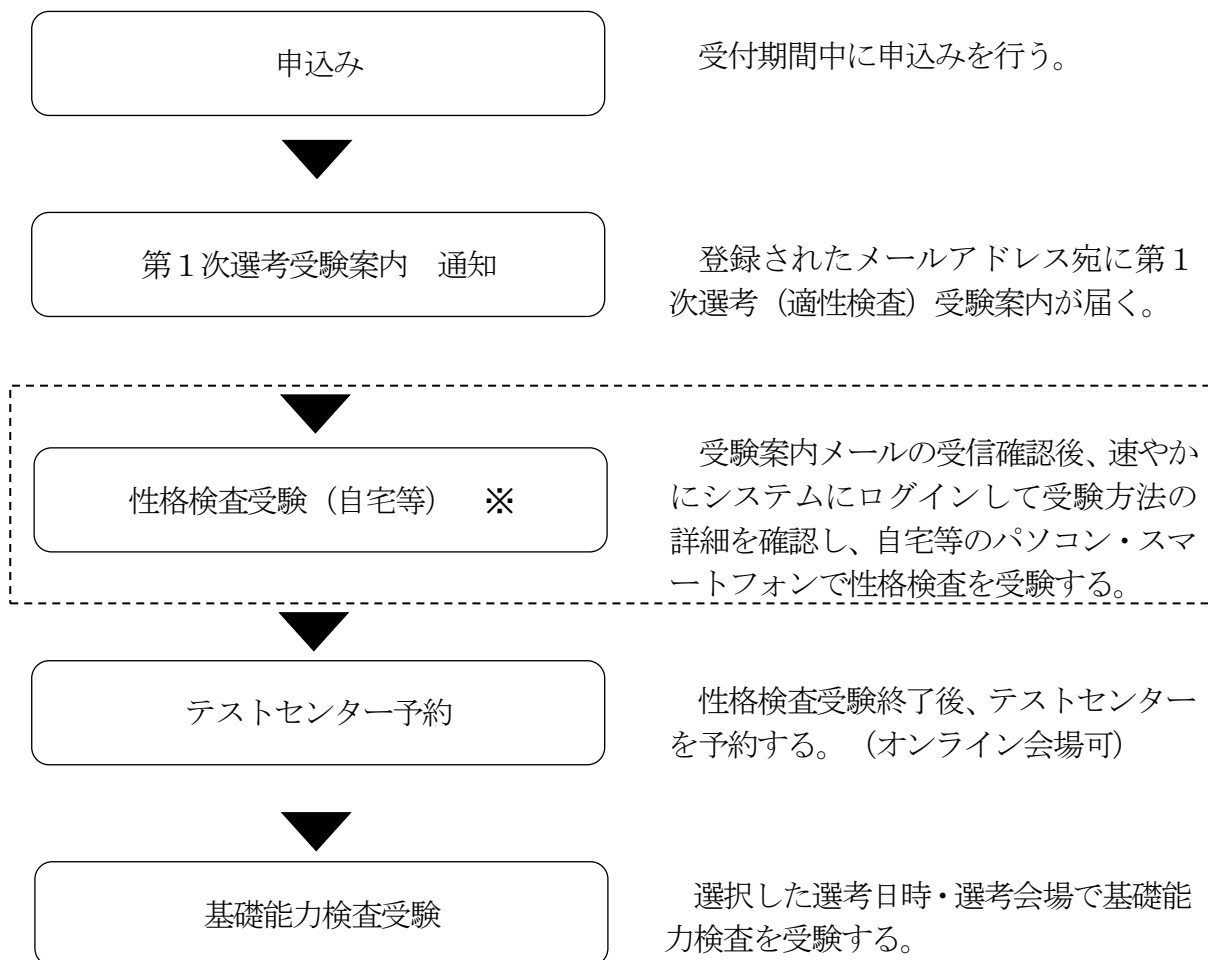 申込み
受付期間中に申込みを行う。
第1次選考受験案内　通知
登録されたメールアドレス宛に第1
次選考（適性検査）受験案内が届く。
性格検査受験（自宅等）　※
受験案内メールの受信確認後、速やか
にシステムにログインして受験方法の
詳細を確認し、自宅等のパソコン・スマ
ートフォンで性格検査を受験する。
テストセンター予約
性格検査受験終了後、テストセンター
を予約する。（オンライン会場可）
基礎能力検査受験
選択した選考日時・選考会場で基礎能
力検査を受験する。